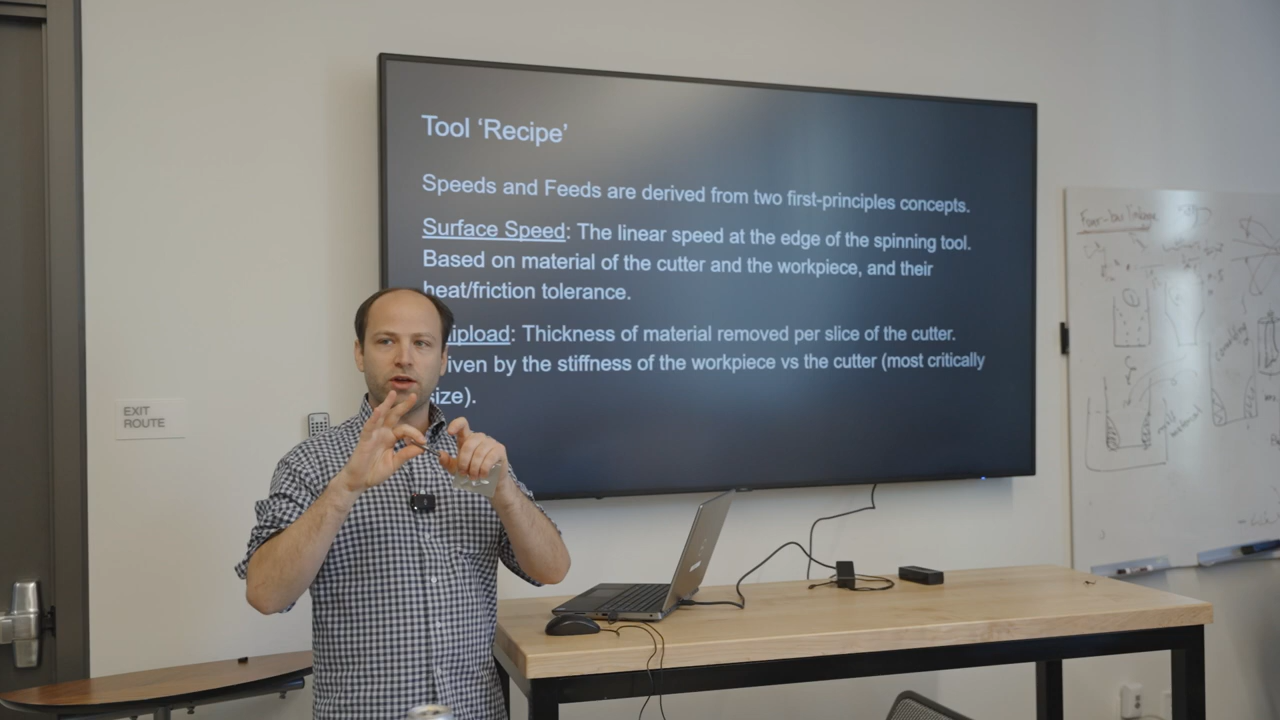 Tool ‘Recipe’
Speeds and Feeds are derived from two first-principles concepts.
Surface Speed: The linear speed at the edge of the spinning tool.
Based on material of the cutter and the workpiece, and their
heat/friction tolerance.
ipload: Thickness of material removed per slice of the cutter.
iven by the stiffness of the workpiece vs the cutter (most critically
size).
EXIT
ROUTE
Four-bar linkage